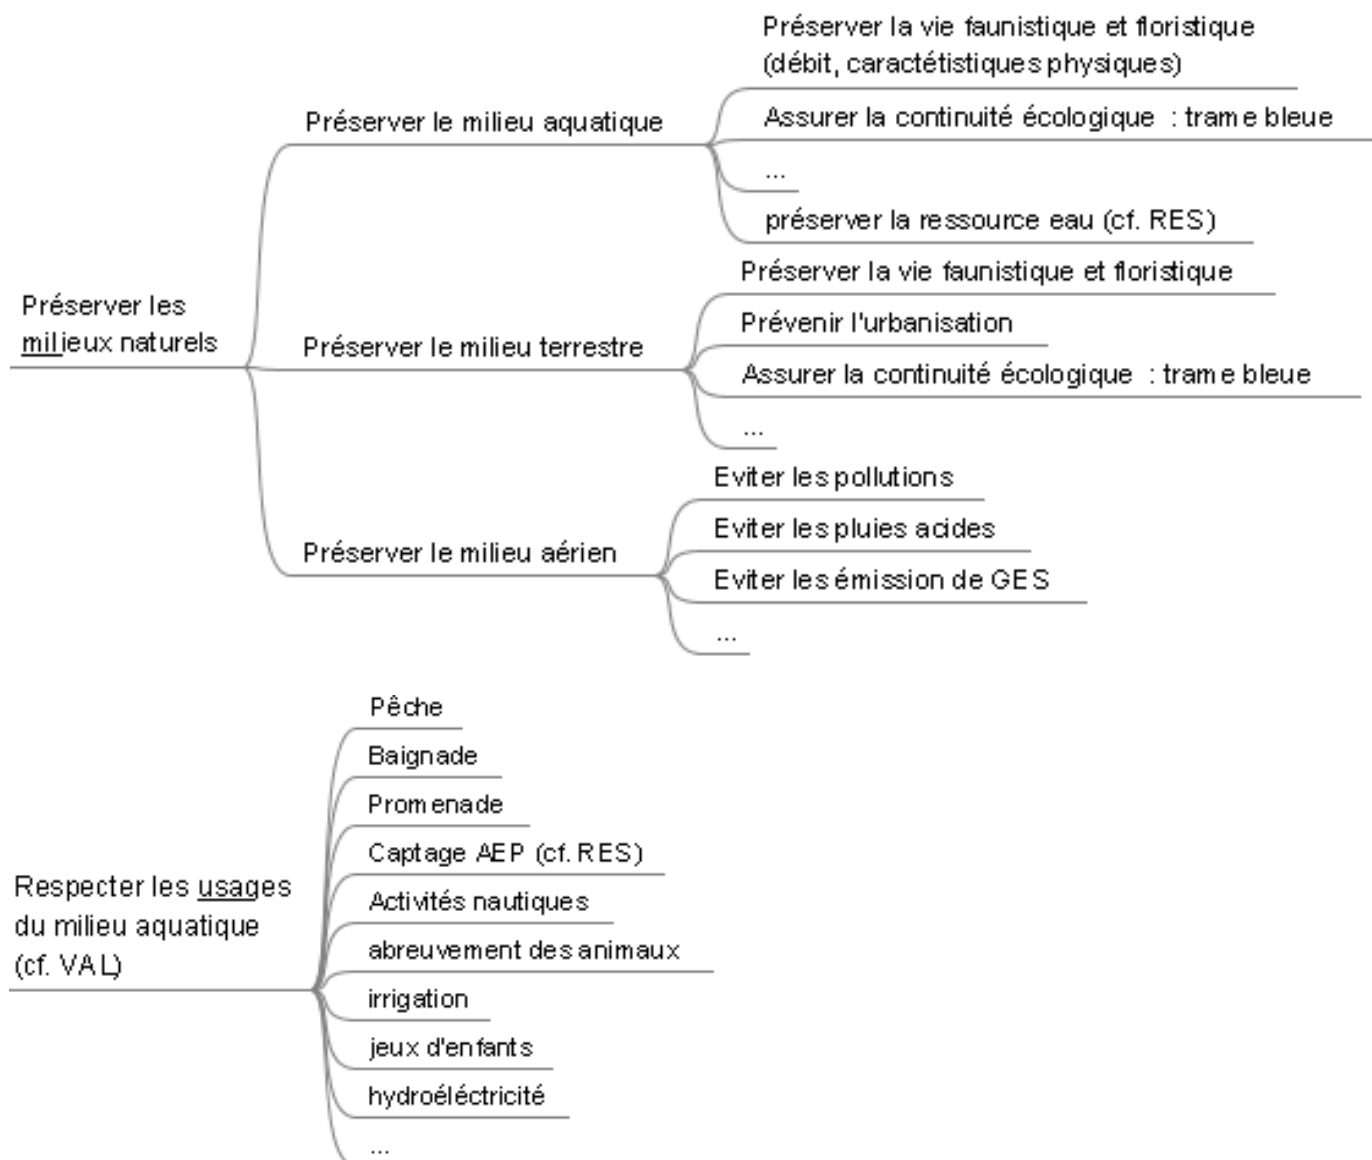 Préserver les
milieux naturels
Préserver le milieu aquatique
Préserver la vie faunistique et floristique
(débit, caractétistiques physiques)
Assurer la continuité écologique : trame bleue
...
préserver la ressource eau (cf. RES)
Préserver le milieu terrestre
Préserver la vie faunistique et floristique
Prévenir l'urbanisation
Assurer la continuité écologique : trame bleue
...
Préserver le milieu aérien
Eviter les pollutions
Eviter les pluies acides
Eviter les émission de GES
...
Respecter les usages
du milieu aquatique
(cf. VAL)
Pêche
Baignade
Promenade
Captage AEP (cf. RES)
Activités nautiques
abreuvement des animaux
irrigation
jeux d'enfants
hydroéléctricité
...